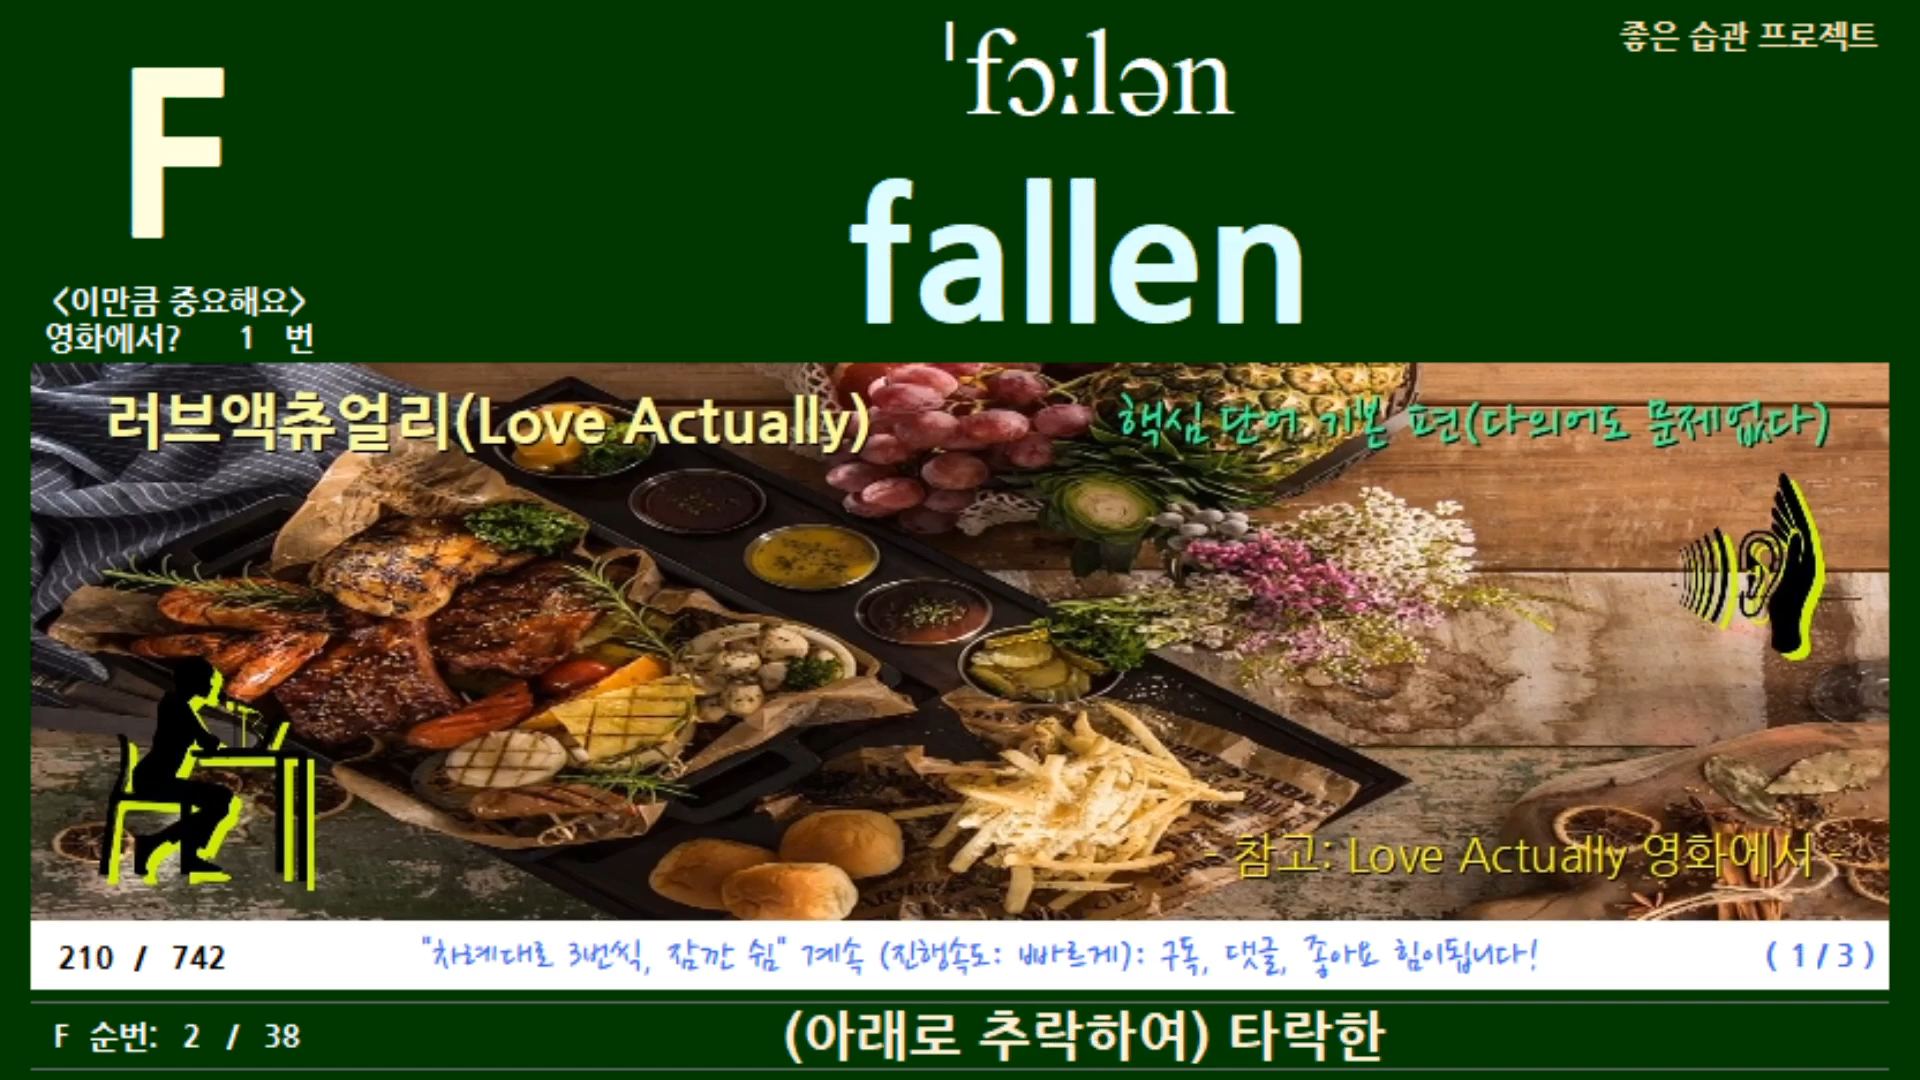 좋은 습관 프로젝트
F
ˈfɔːlən
fallen
<이만큼 중요해요>
영화에서? 1 번
러브액츄얼리(Love Actually)
핵심 단어 기본 편(다의어도 문제없다)
- 참고: Love Actually 영화에서 -
210 / 742
"차례대로 3번씩, 잠깐 쉼" 계속 (진행속도: 빠르게): 구독, 댓글, 좋아요 힘이됩니다!
( 1 / 3 )
F 순번: 2 / 38
(아래로 추락하여) 타락한